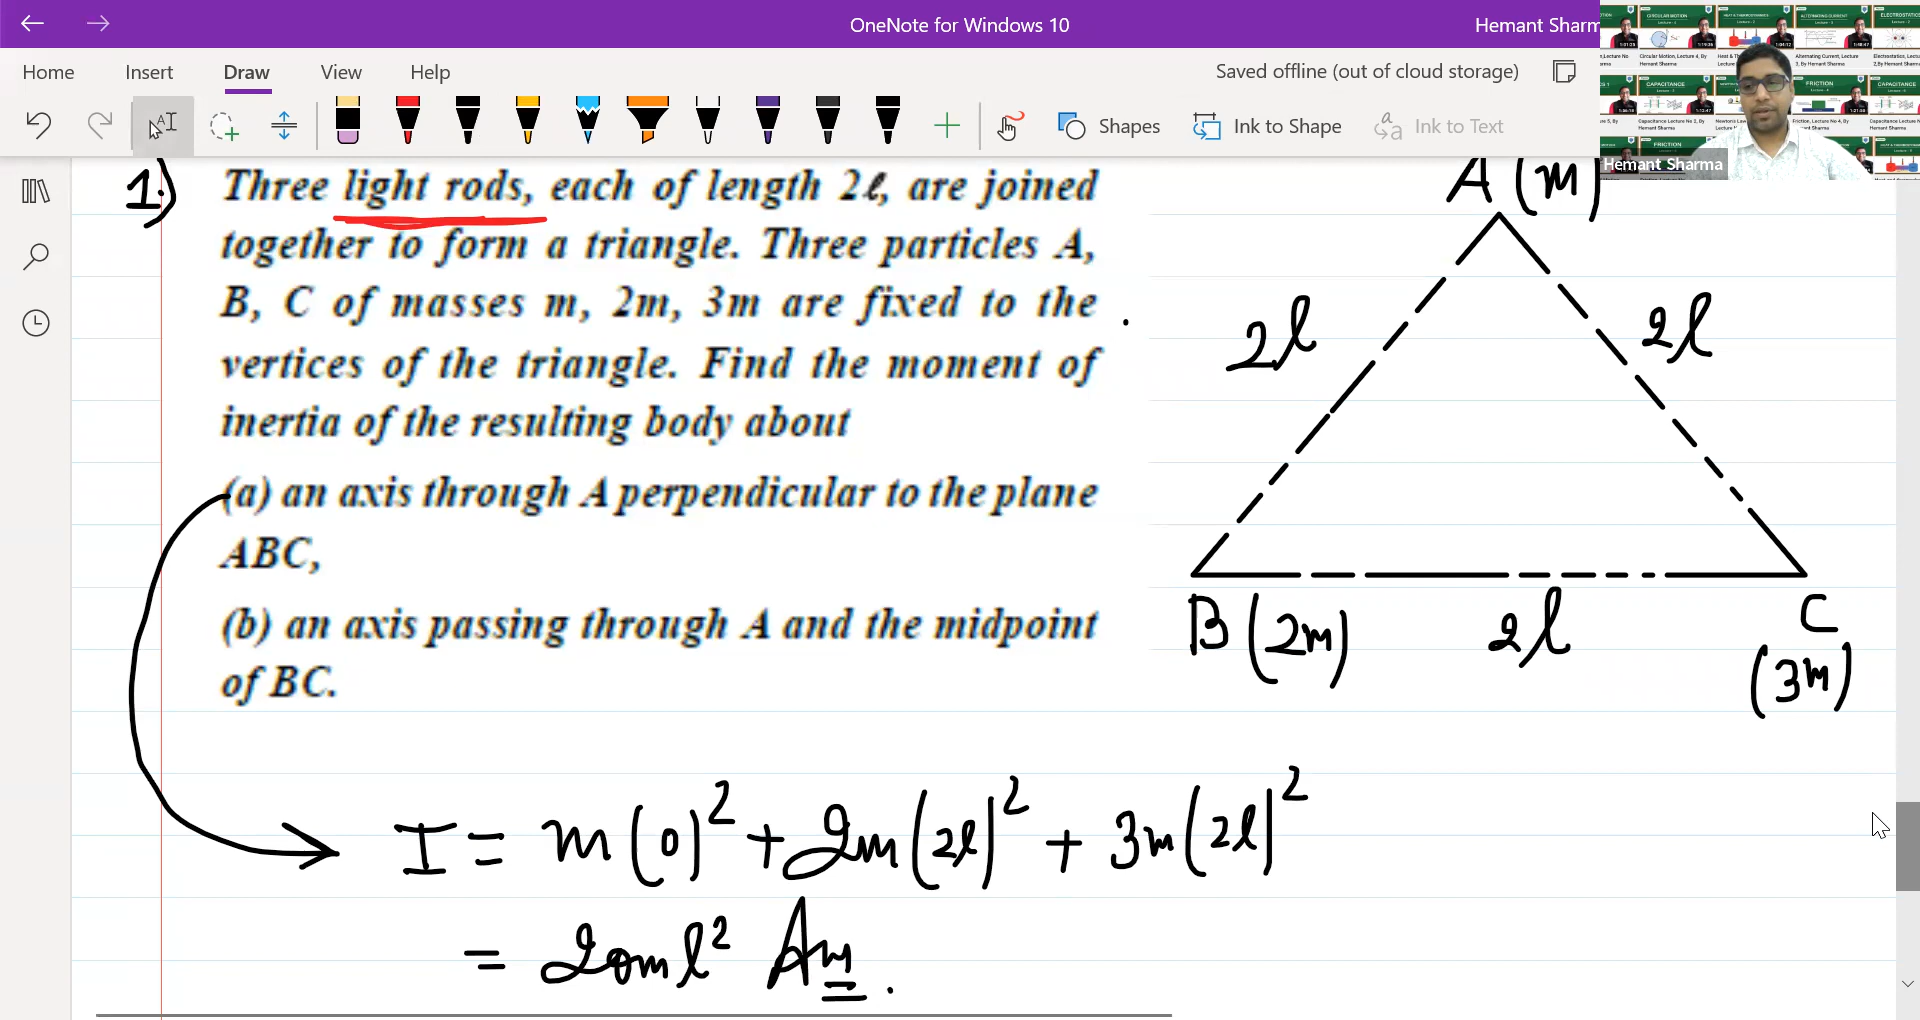 OneNote for Windows 10
Hemant Sharm
Home Insert Draw View Help
Saved offline (out of cloud storage)
Shapes Ink to Shape Ink to Text
Hemant Sharma
1)
Three light rods, each of length 2ℓ, are joined
together to form a triangle. Three particles A,
B, C of masses m, 2m, 3m are fixed to the
vertices of the triangle. Find the moment of
inertia of the resulting body about
(a) an axis through A perpendicular to the plane
ABC,
(b) an axis passing through A and the midpoint
of BC.
A (m)
2l 2l
B (2m) 2l C
(3m)
I = m(0)² + 2m(2l)² + 3m(2l)²
= 20ml² Am.